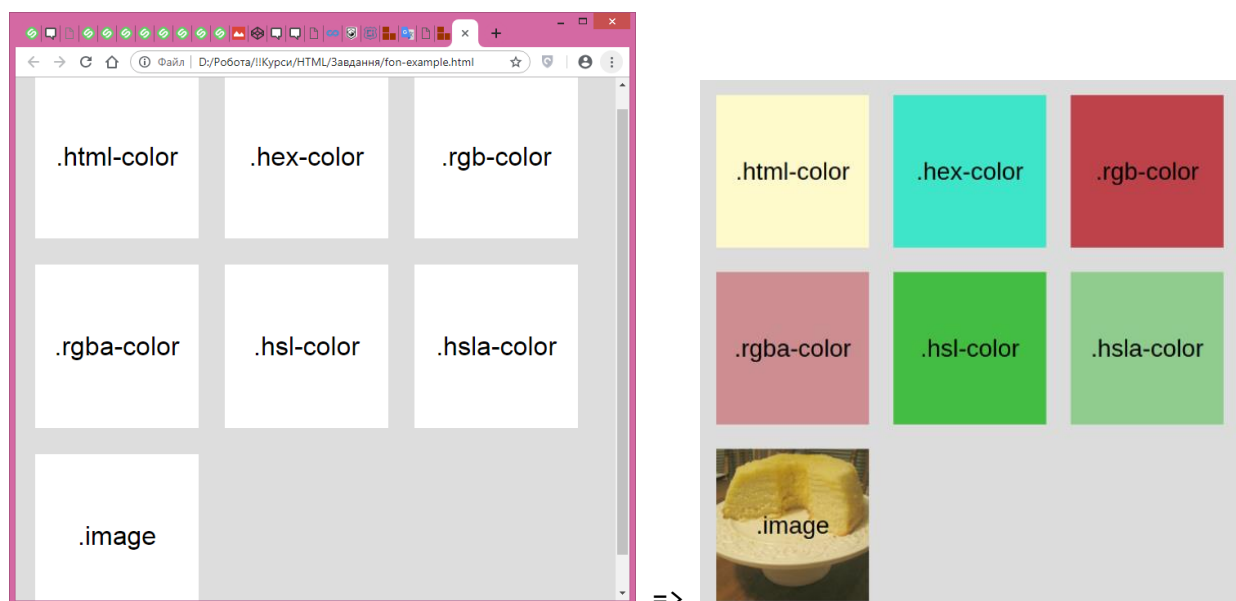 Файл | D:/Робота/!!Курси/HTML/Завдання/fon-example.html
.html-color .hex-color .rgb-color
.rgba-color .hsl-color .hsla-color
.image
=>
.html-color .hex-color .rgb-color
.rgba-color .hsl-color .hsla-color
.image